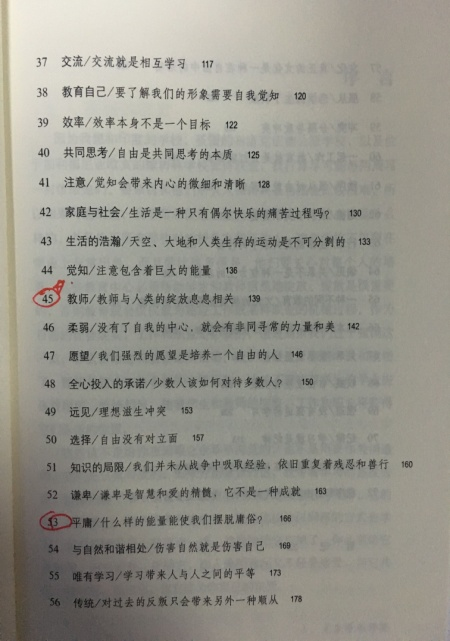 37 交流/交流就是相互学习 117
38 教育自己/要了解我们的形象需要自我觉知 120
39 效率/效率本身不是一个目标 122
40 共同思考/自由是共同思考的本质 125
41 注意/觉知会带来内心的微细和清晰 128
42 家庭与社会/生活是一种只有偶尔快乐的痛苦过程吗？ 130
43 生活的浩瀚/天空、大地和人类生存的运动是不可分割的 133
44 觉知/注意包含着巨大的能量 136
45 教师/教师与人类的绽放息息相关 139
46 柔弱/没有了自我的中心，就会有非同寻常的力量和美 142
47 愿望/我们强烈的愿望是培养一个自由的人 146
48 全心投入的承诺/少数人该如何对待多数人？ 150
49 远见/理想滋生冲突 153
50 选择/自由没有对立面 157
51 知识的局限/我们并未从战争中吸取经验，依旧重复着残忍和兽行 160
52 谦卑/谦卑是智慧和爱的精髓，它不是一种成就 163
53 平庸/什么样的能量能使我们摆脱庸俗？ 166
54 与自然和谐相处/伤害自然就是伤害自己 169
55 唯有学习/学习带来人与人之间的平等 173
56 传统/对过去的反叛只会带来另外一种顺从 178